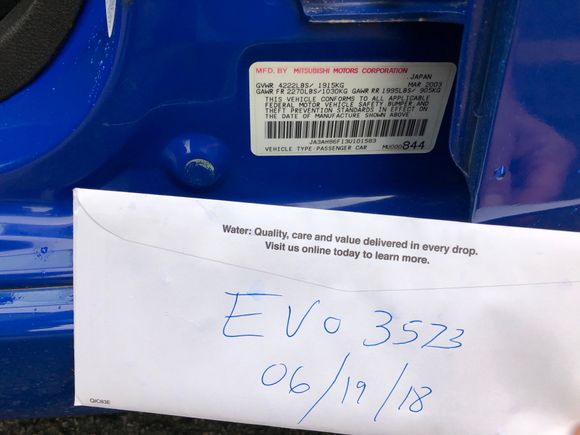 MFD. BY MITSUBISHI MOTORS CORPORATION
JAPAN
GVWR 4222LBS/ 1915KG MAR 2003
GAWR FR 2270LBS/1030KG GAWR RR 1995LBS/ 905KG
THIS VEHICLE CONFORMS TO ALL APPLICABLE
FEDERAL MOTOR VEHICLE SAFETY BUMPER, AND
THEFT PREVENTION STANDARDS IN EFFECT ON
THE DATE OF MANUFACTURE SHOWN ABOVE
JA3AH86F13U101583
VEHICLE TYPE:PASSENGER CAR MU000844
Water: Quality, care and value delivered in every drop.
Visit us online today to learn more.
EVO 3523
06/19/18
QIC83E